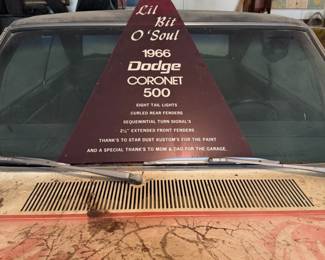 Lil
Bit
O'Soul
1966
Dodge
CORONET
500
EIGHT TAIL LIGHTS
CURLED REAR FENDERS
SEQUEWINTIAL TURN SIGNAL'S
2½" EXTENDED FRONT FENDERS
THANK'S TO STAR DUST KUSTOM'S FOR THE PAINT
AND A SPECIAL THANK'S TO MOM & DAD FOR THE GARAGE.